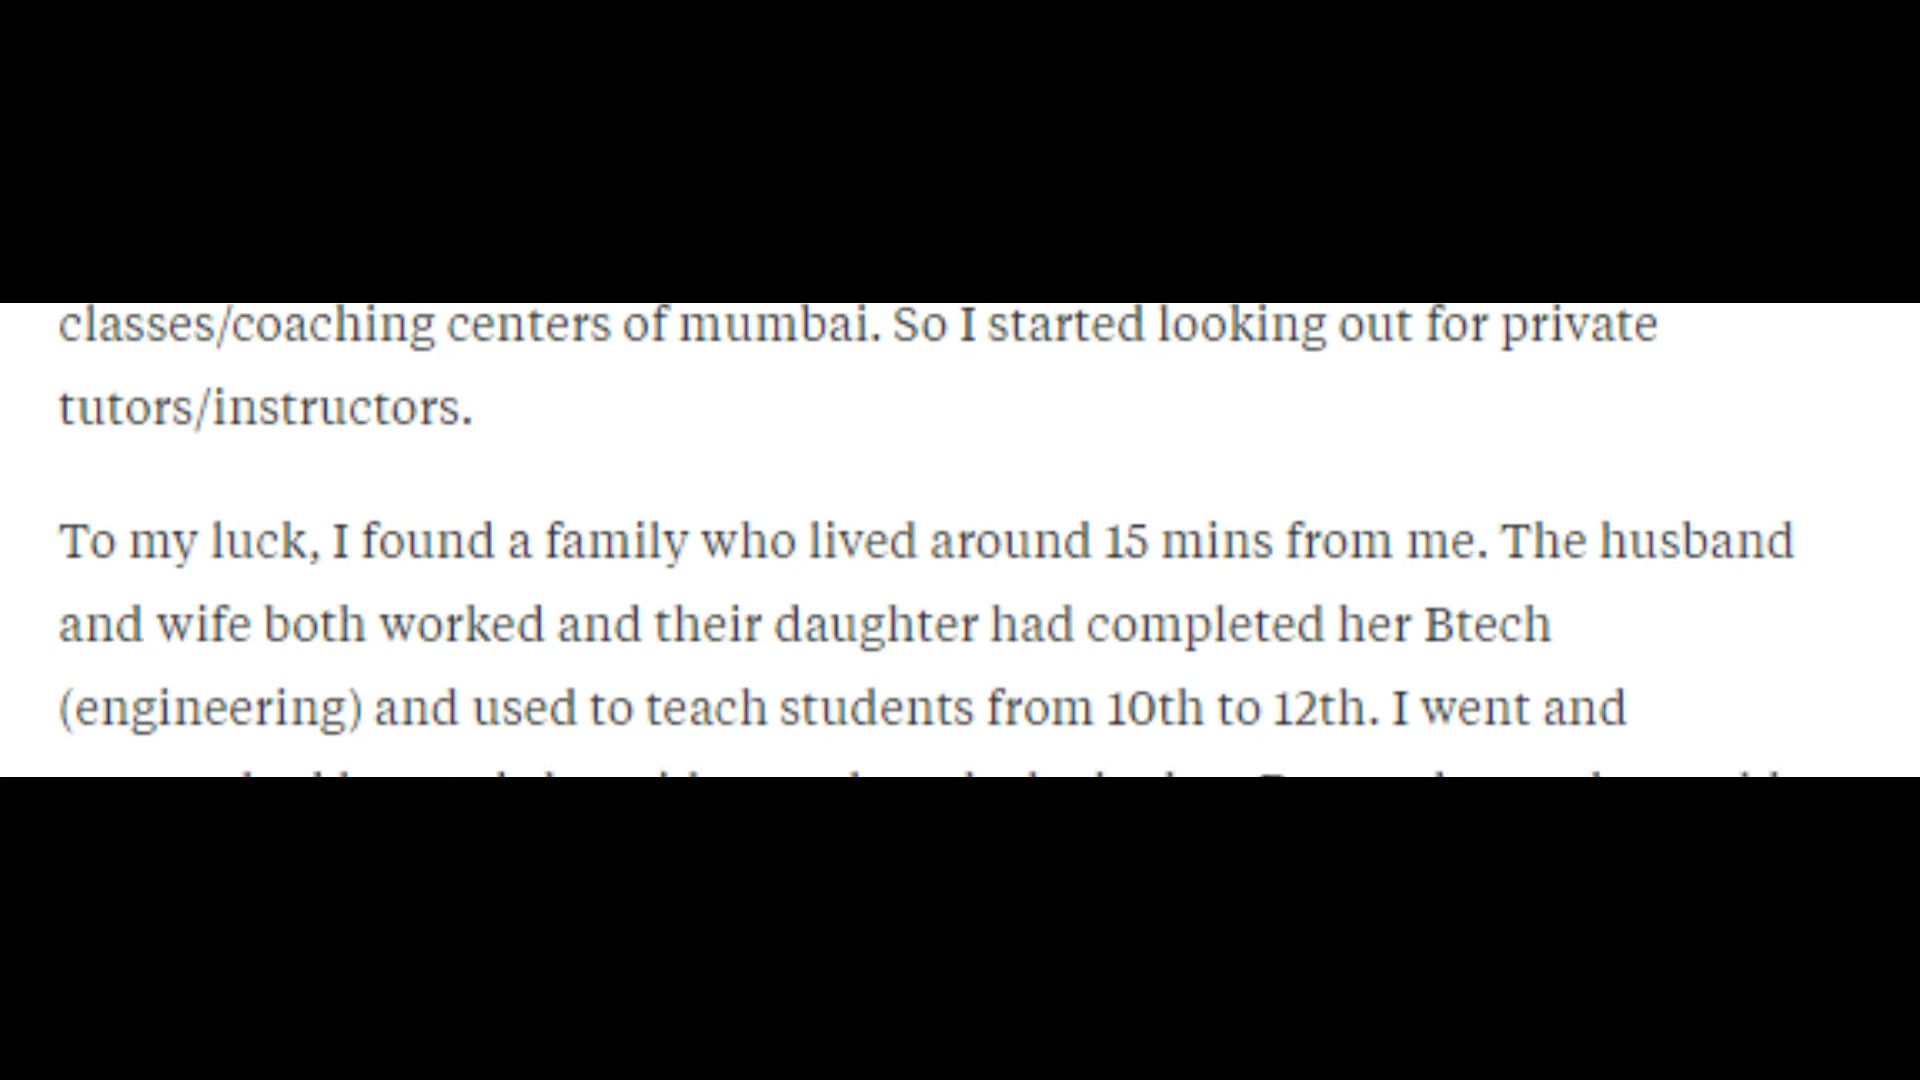 classes/coaching centers of mumbai. So I started looking out for private
tutors/instructors.
To my luck, I found a family who lived around 15 mins from me. The husband
and wife both worked and their daughter had completed her Btech
(engineering) and used to teach students from 10th to 12th. I went and